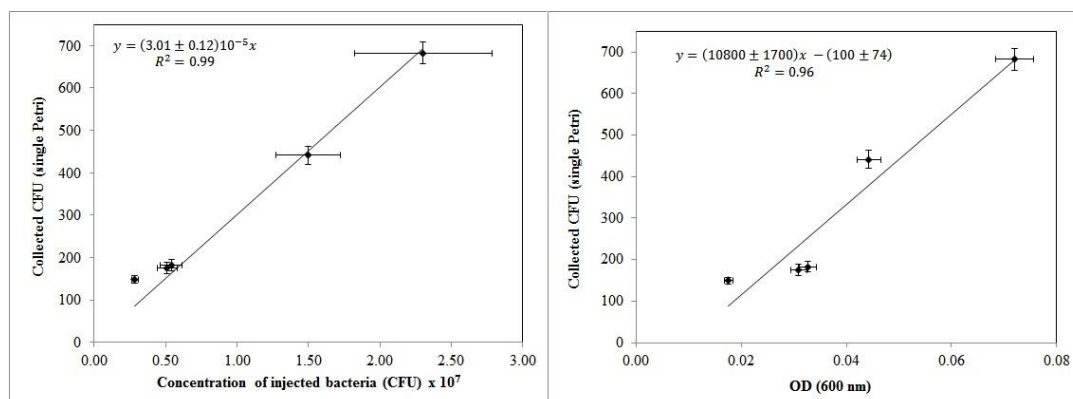 y = (3.01 ± 0.12)10⁻⁵x
R² = 0.99
700
600
500
400
300
200
100
0
Collected CFU (single Petri)
0.00 0.50 1.00 1.50 2.00 2.50 3.00
Concentration of injected bacteria (CFU) x 10⁷
y = (10800 ± 1700)x − (100 ± 74)
R² = 0.96
700
600
500
400
300
200
100
0
Collected CFU (single Petri)
0.00 0.02 0.04 0.06 0.08
OD (600 nm)